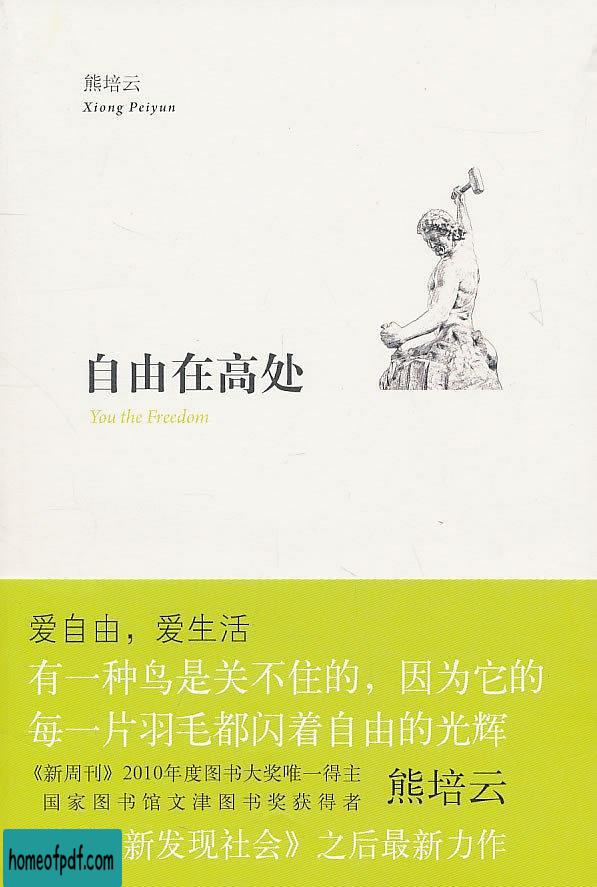 熊培云
Xiong Peiyun
自由在高处
You the Freedom
爱自由，爱生活
有一种鸟是关不住的，因为它的
每一片羽毛都闪着自由的光辉
《新周刊》2010年度图书大奖唯一得主
国家图书馆文津图书奖获得者
熊培云
新发现社会》之后最新力作
homeofpdf.com